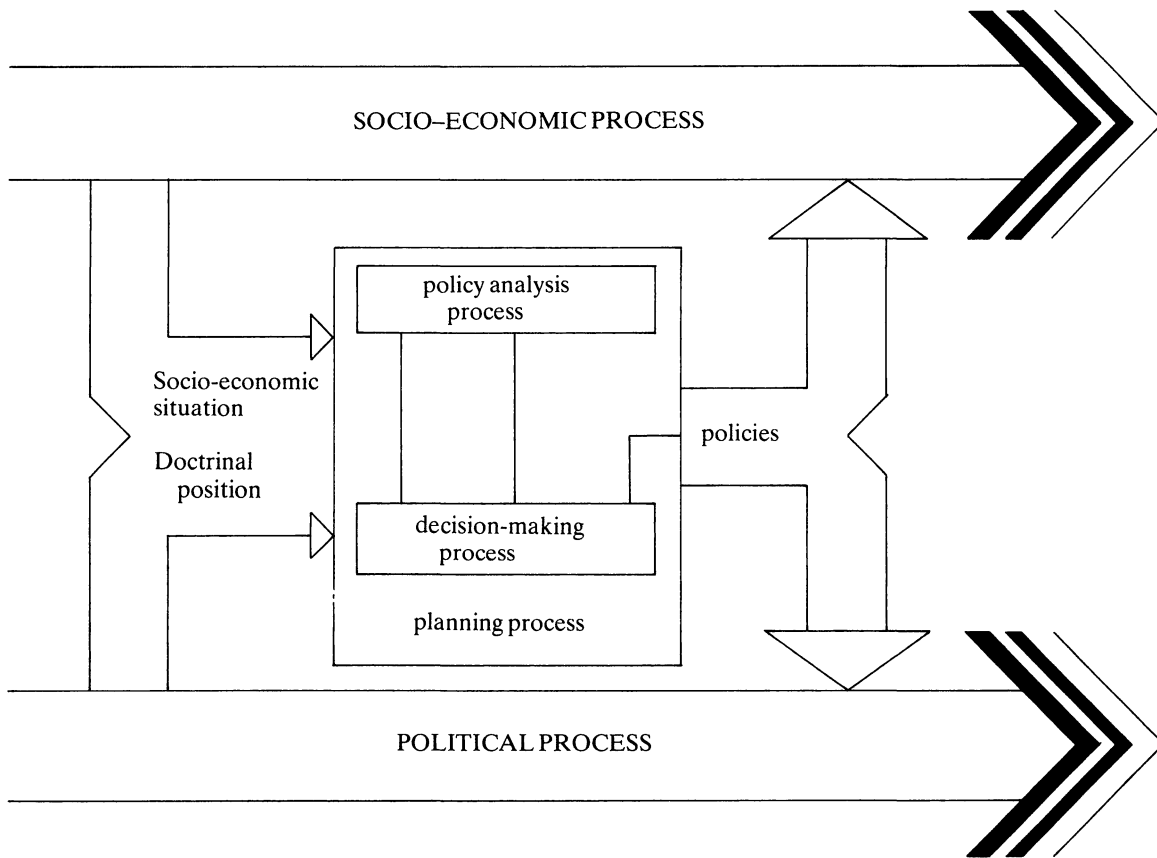 SOCIO–ECONOMIC PROCESS
policy analysis
process
Socio-economic
situation
Doctrinal
position
policies
decision-making
process
planning process
POLITICAL PROCESS